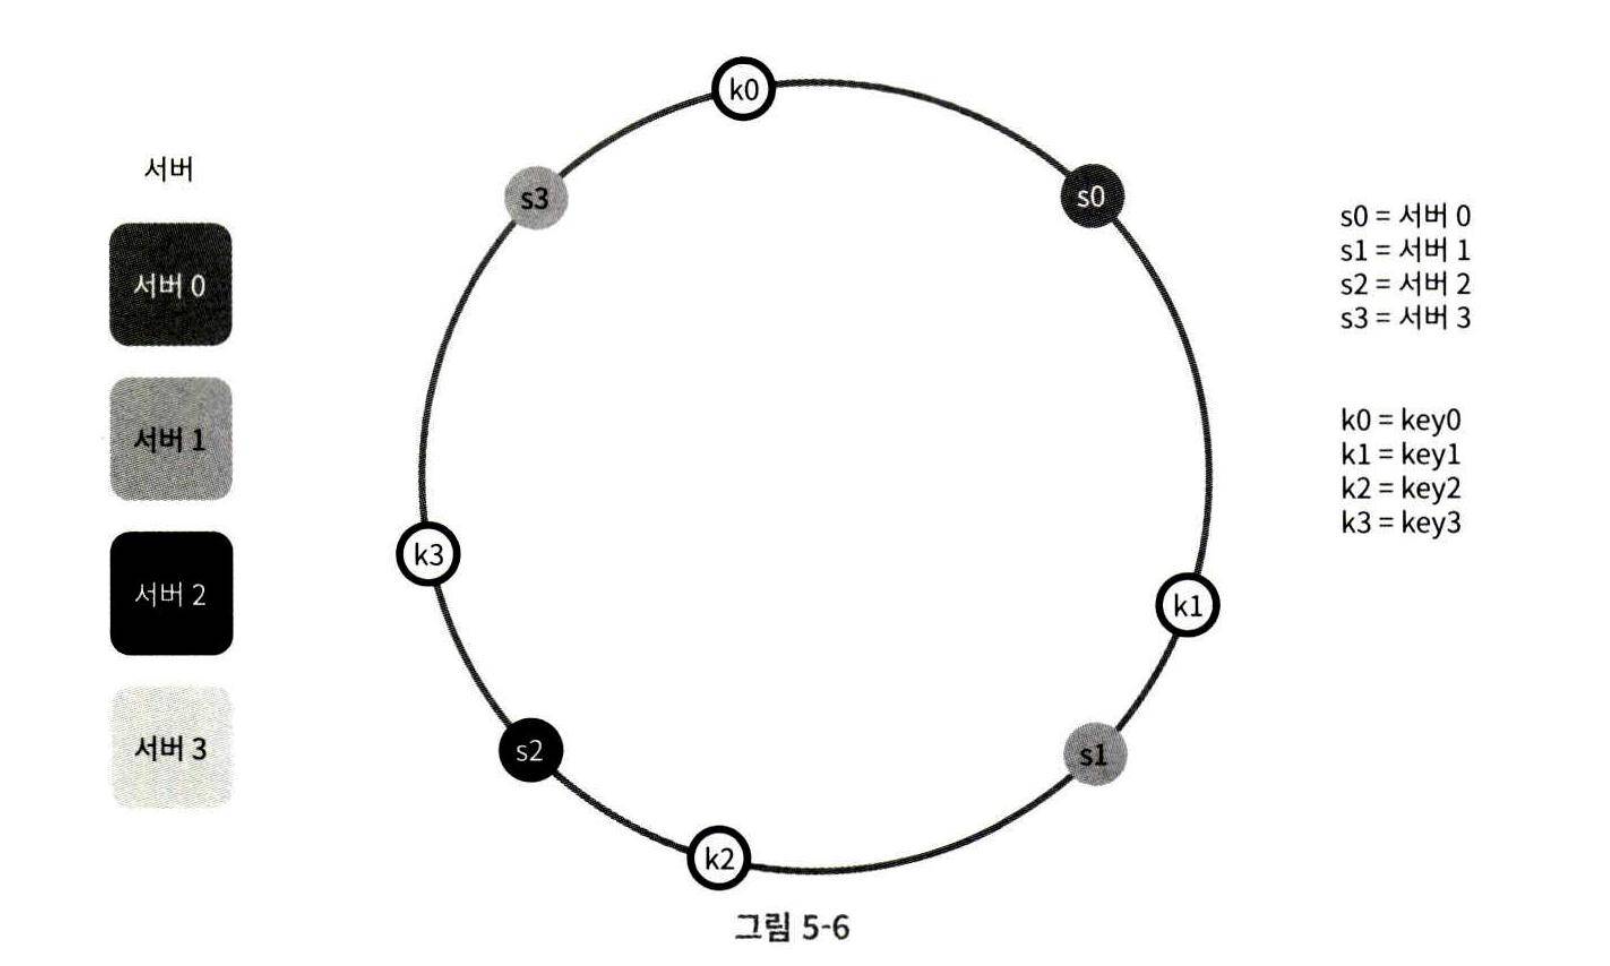 서버
서버 0
서버 1
서버 2
서버 3
k0
s3
s0
k3
k1
s2
s1
k2
s0 = 서버 0
s1 = 서버 1
s2 = 서버 2
s3 = 서버 3
k0 = key0
k1 = key1
k2 = key2
k3 = key3
그림 5-6